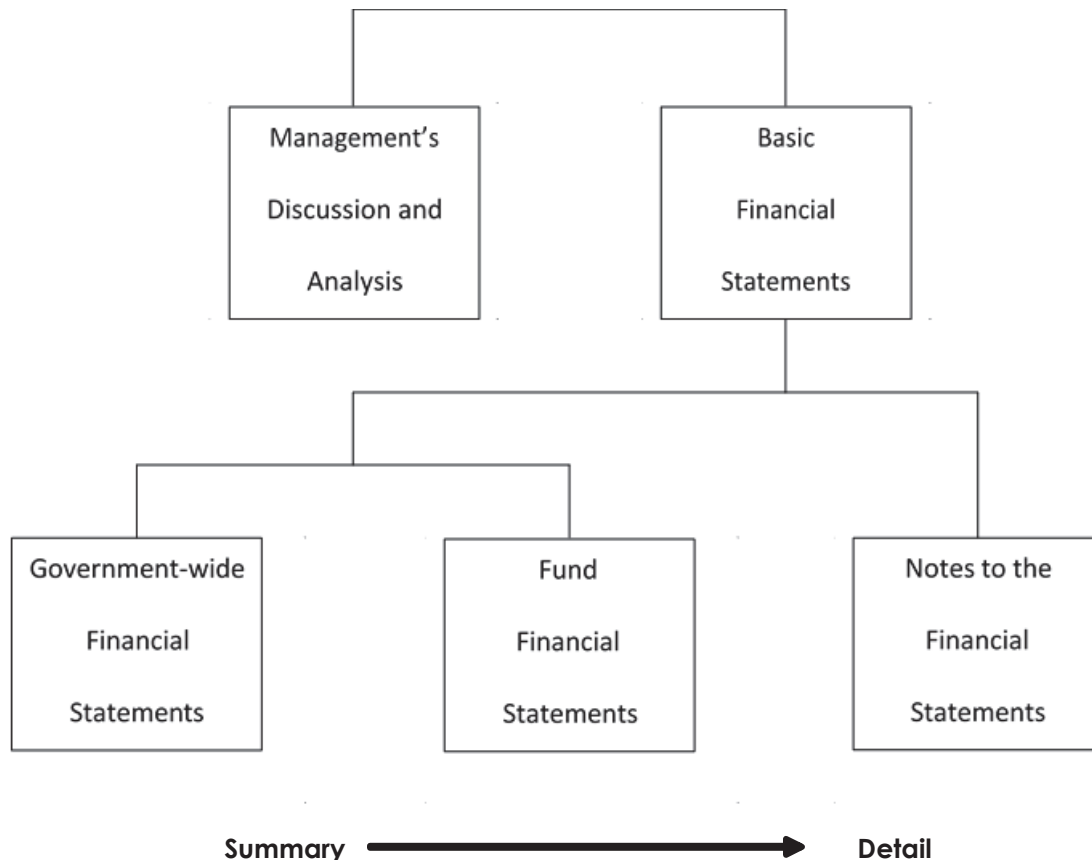 Management’s
Discussion and
Analysis
Basic
Financial
Statements
Government-wide
Financial
Statements
Fund
Financial
Statements
Notes to the
Financial
Statements
Summary
Detail